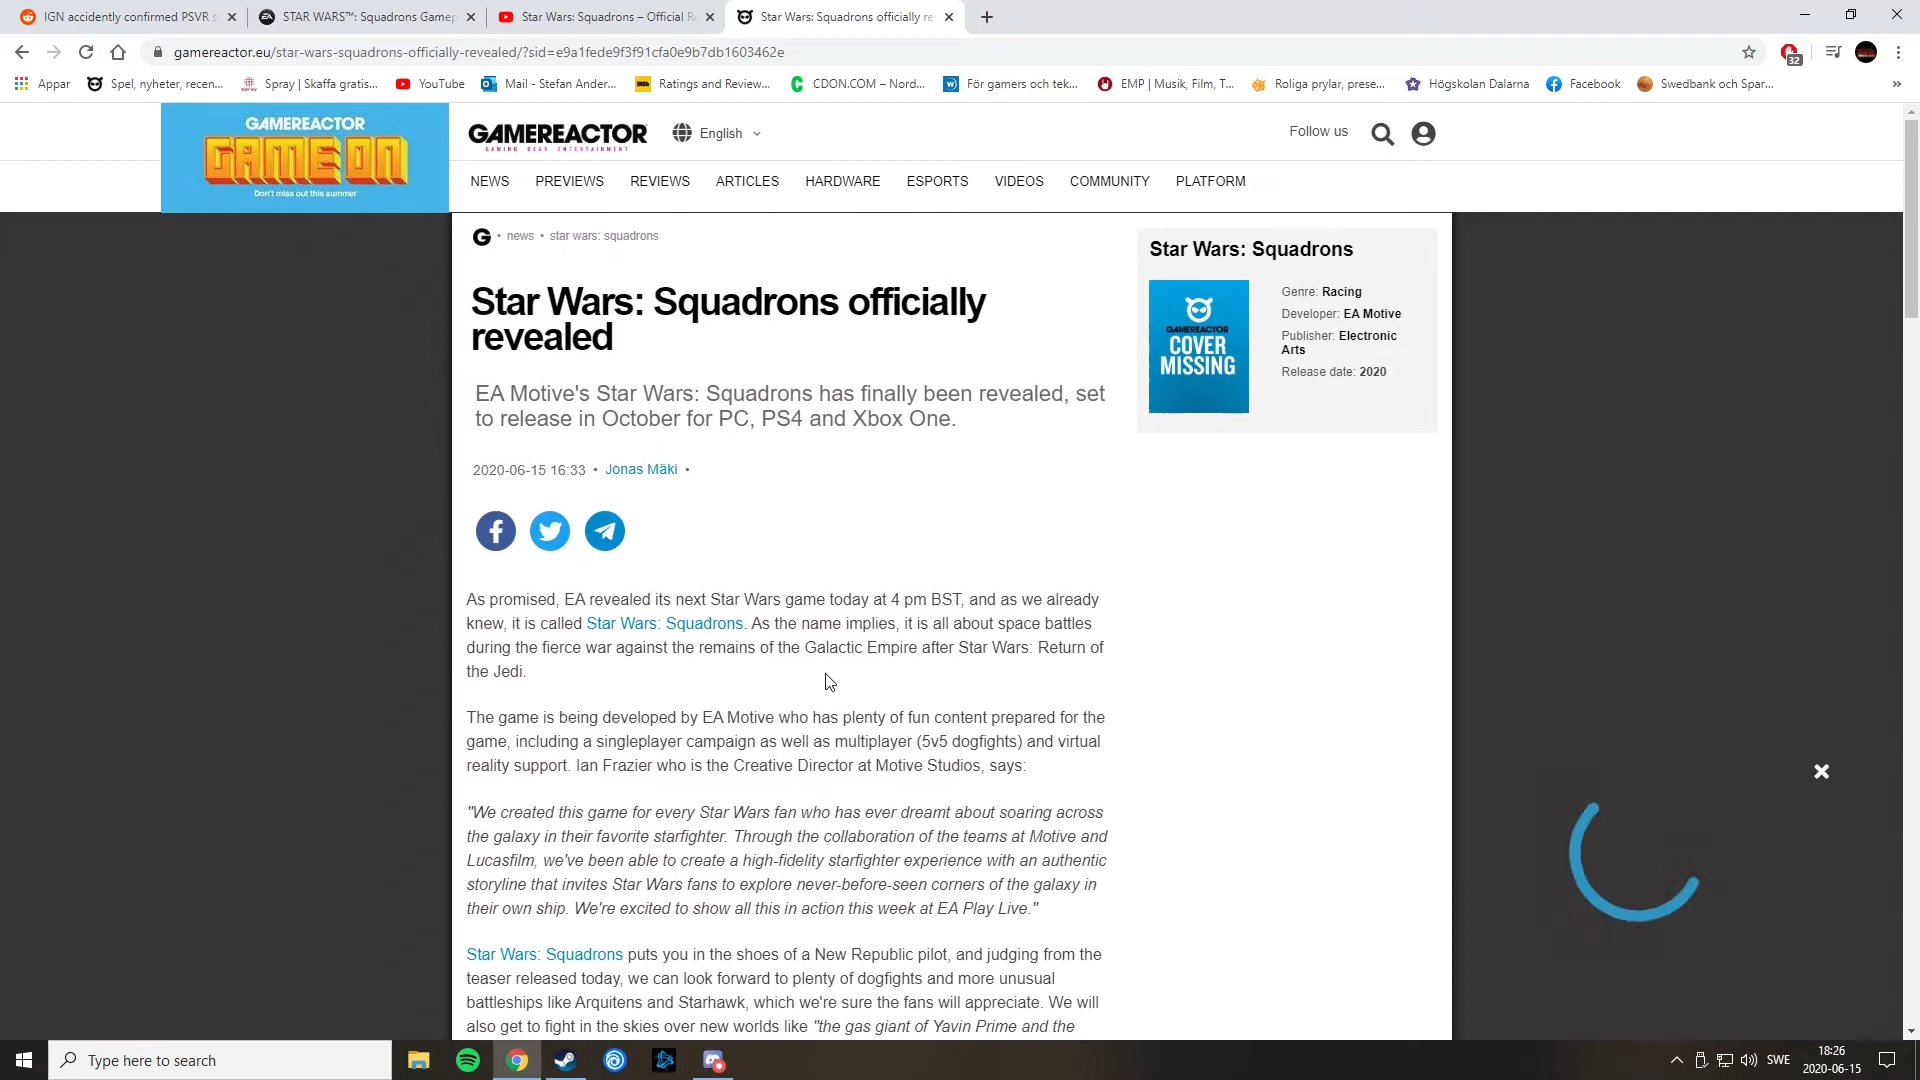 IGN accidently confirmed PSVR s
STAR WARS™: Squadrons Gamep
Star Wars: Squadrons – Official R
Star Wars: Squadrons officially re
gamereactor.eu/star-wars-squadrons-officially-revealed/?sid=e9a1fede9f3f91cfa0e9b7db1603462e
32
Appar
Spel, nyheter, recen...
Spray | Skaffa gratis...
YouTube
Mail - Stefan Ander...
Ratings and Review...
CDON.COM – Nord...
För gamers och tek...
EMP | Musik, Film, T...
Roliga prylar, prese...
Högskolan Dalarna
Facebook
Swedbank och Spar...
»
GAMEREACTOR
GAME ON
Don't miss out this summer
GAMEREACTOR
GAMING GEAR ENTERTAINMENT
English
Follow us
NEWS PREVIEWS REVIEWS ARTICLES HARDWARE ESPORTS VIDEOS COMMUNITY PLATFORM
G • news • star wars: squadrons
Star Wars: Squadrons officially
revealed
EA Motive's Star Wars: Squadrons has finally been revealed, set
to release in October for PC, PS4 and Xbox One.
2020-06-15 16:33 • Jonas Mäki •
As promised, EA revealed its next Star Wars game today at 4 pm BST, and as we already
knew, it is called Star Wars: Squadrons. As the name implies, it is all about space battles
during the fierce war against the remains of the Galactic Empire after Star Wars: Return of
the Jedi.
The game is being developed by EA Motive who has plenty of fun content prepared for the
game, including a singleplayer campaign as well as multiplayer (5v5 dogfights) and virtual
reality support. Ian Frazier who is the Creative Director at Motive Studios, says:
"We created this game for every Star Wars fan who has ever dreamt about soaring across
the galaxy in their favorite starfighter. Through the collaboration of the teams at Motive and
Lucasfilm, we've been able to create a high-fidelity starfighter experience with an authentic
storyline that invites Star Wars fans to explore never-before-seen corners of the galaxy in
their own ship. We're excited to show all this in action this week at EA Play Live."
Star Wars: Squadrons puts you in the shoes of a New Republic pilot, and judging from the
teaser released today, we can look forward to plenty of dogfights and more unusual
battleships like Arquitens and Starhawk, which we're sure the fans will appreciate. We will
also get to fight in the skies over new worlds like "the gas giant of Yavin Prime and the
Star Wars: Squadrons
GAMEREACTOR
COVER
MISSING
Genre: Racing
Developer: EA Motive
Publisher: Electronic
Arts
Release date: 2020
Type here to search
SWE
18:26
2020-06-15